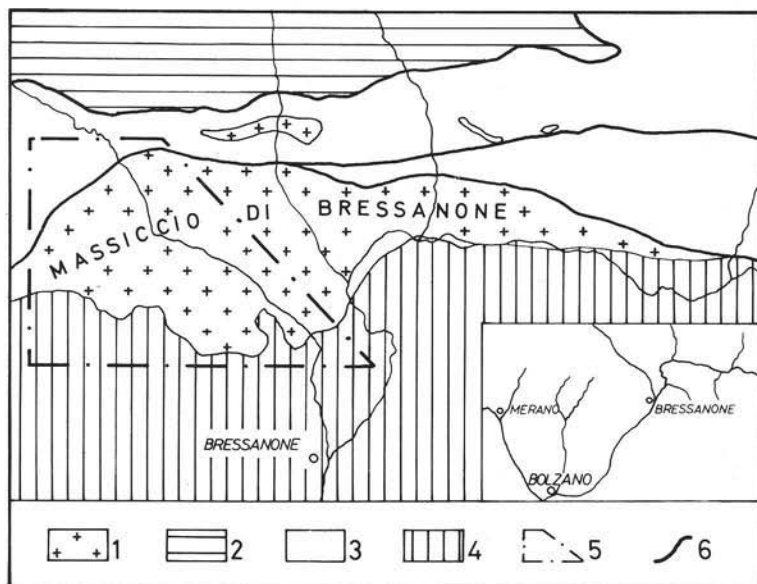 MASSICCIO DI BRESSANONE
BRESSANONE
MERANO
BRESSANONE
BOLZANO
1 2 3 4 5 6